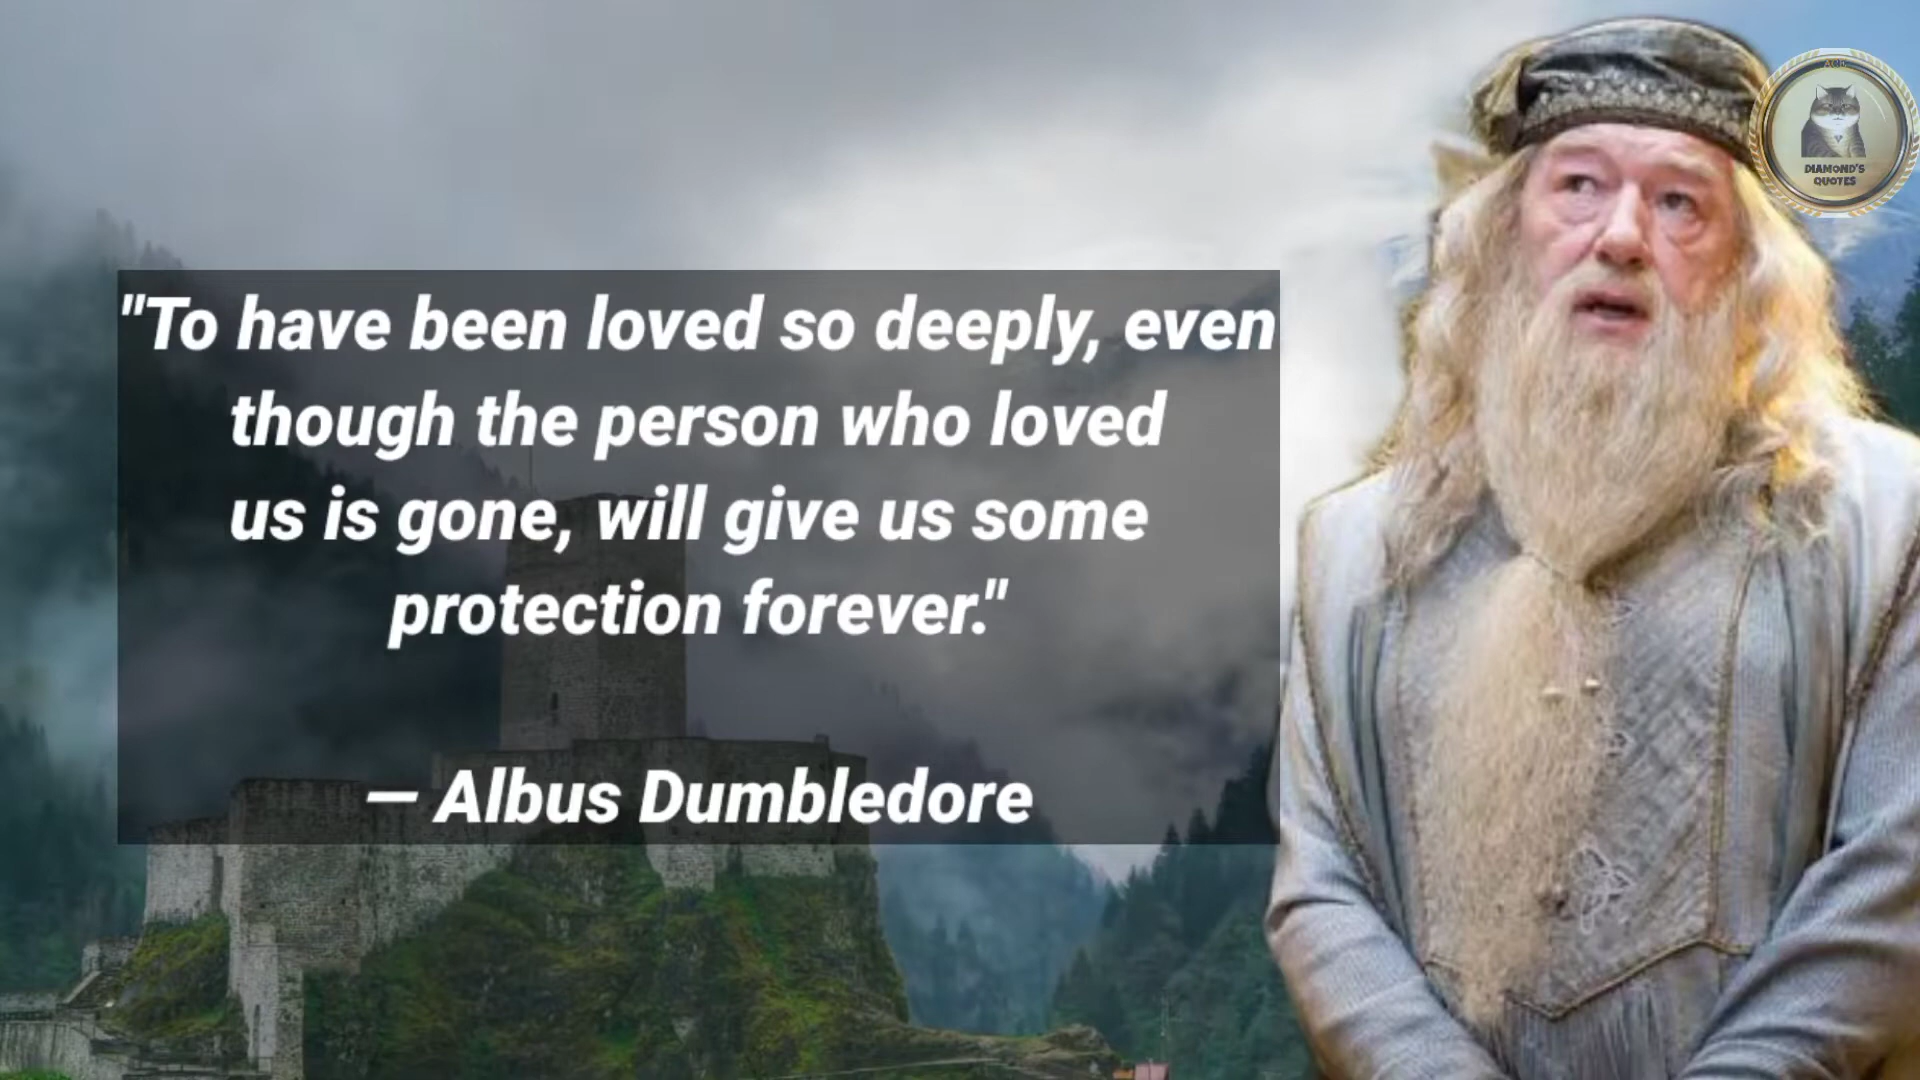 "To have been loved so deeply, even
though the person who loved
us is gone, will give us some
protection forever."
— Albus Dumbledore
DIAMOND'S
QUOTES